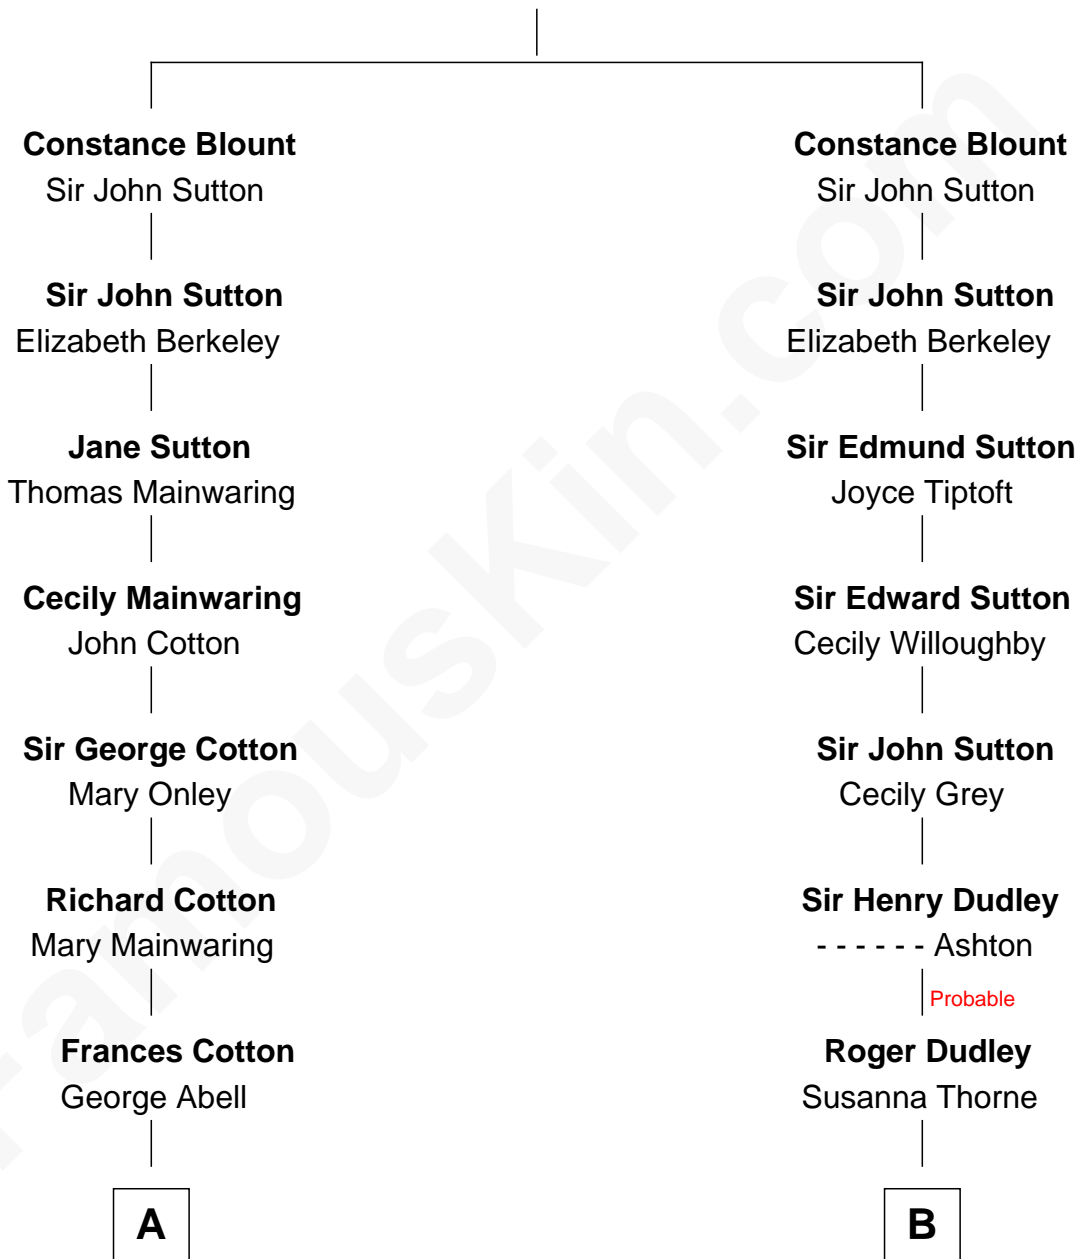 Constance Blount
Sir John Sutton
Sir John Sutton
Elizabeth Berkeley
Jane Sutton
Thomas Mainwaring
Cecily Mainwaring
John Cotton
Sir George Cotton
Mary Onley
Richard Cotton
Mary Mainwaring
Frances Cotton
George Abell
A
Constance Blount
Sir John Sutton
Sir John Sutton
Elizabeth Berkeley
Sir Edmund Sutton
Joyce Tiptoft
Sir Edward Sutton
Cecily Willoughby
Sir John Sutton
Cecily Grey
Sir Henry Dudley
- - - - - - Ashton
Probable
Roger Dudley
Susanna Thorne
B
FamousKin.com